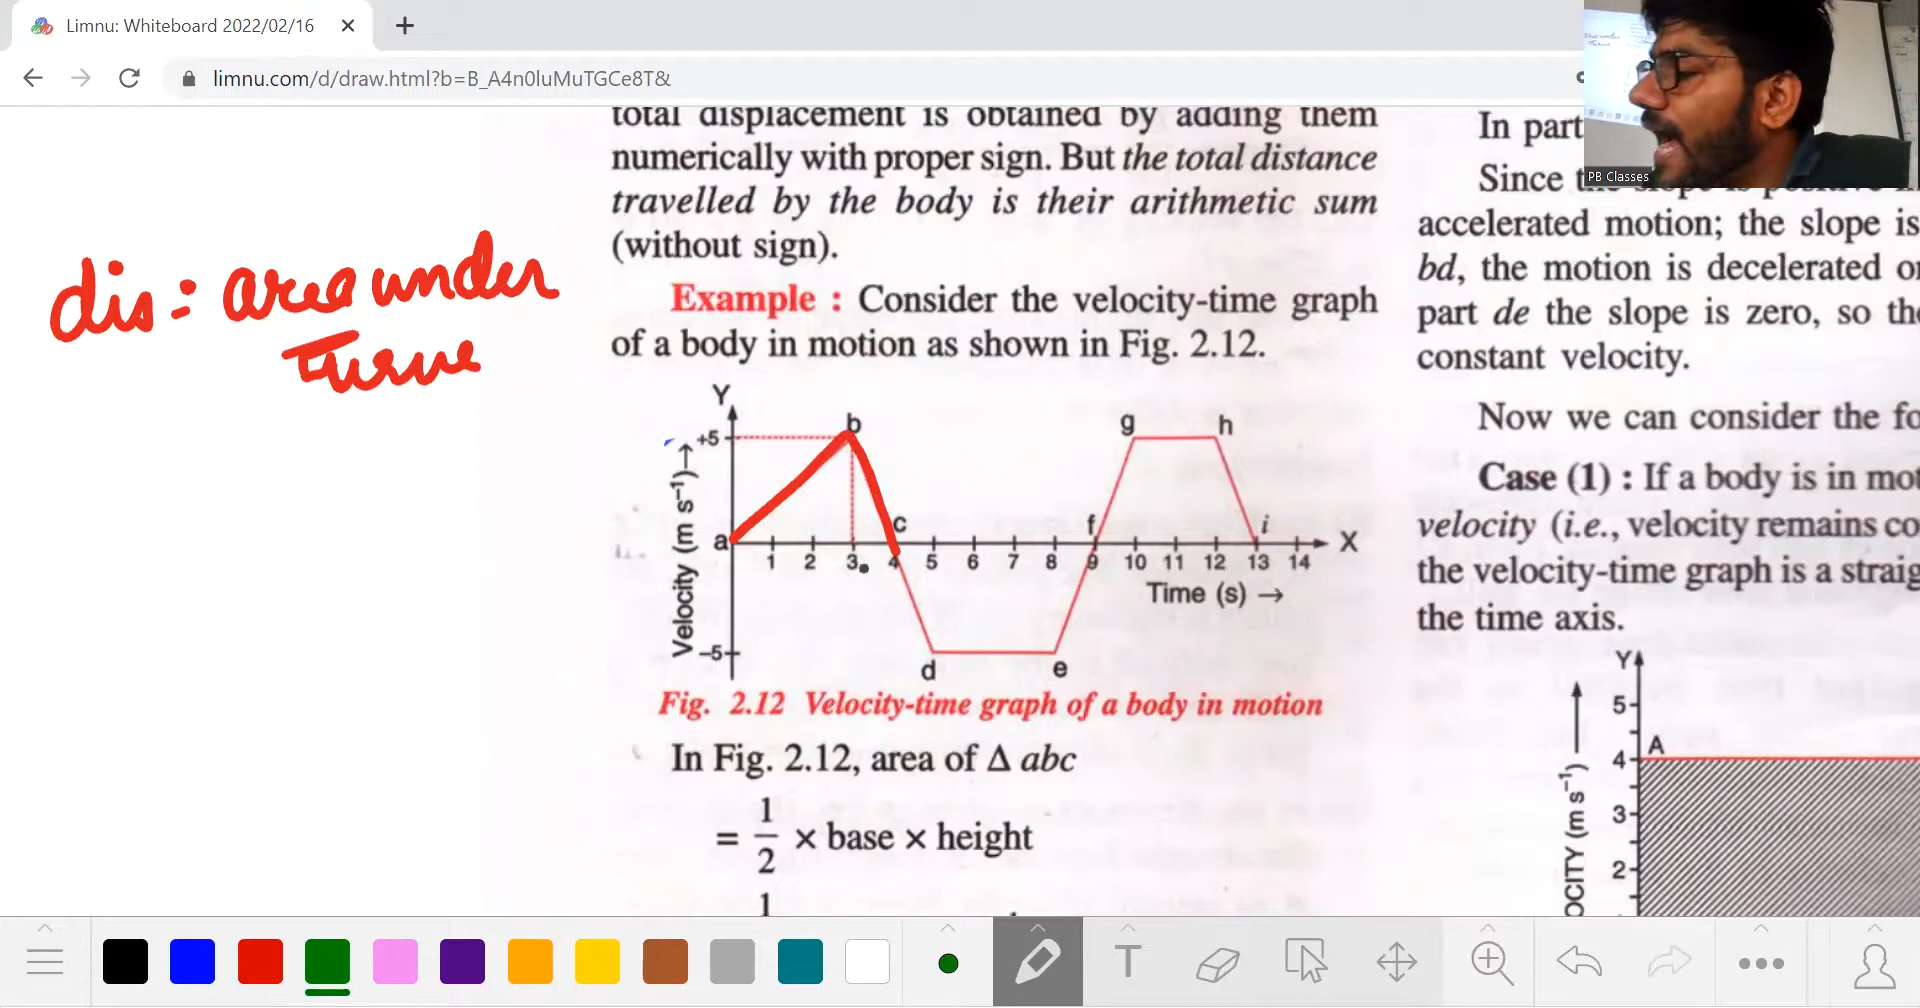 Limnu: Whiteboard 2022/02/16
limnu.com/d/draw.html?b=B_A4n0luMuTGCe8T&
PB Classes
dis = area under
curve
total displacement is obtained by adding them
numerically with proper sign. But the total distance
travelled by the body is their arithmetic sum
(without sign).
Example : Consider the velocity-time graph
of a body in motion as shown in Fig. 2.12.
Y
+5
b
g
h
Velocity (m s⁻¹)→
a
c
f
i
X
1 2 3 4 5 6 7 8 9 10 11 12 13 14
Time (s) →
–5
d
e
Fig. 2.12 Velocity-time graph of a body in motion
In Fig. 2.12, area of Δ abc
= 1/2 × base × height
1
In part
Since
accelerated motion; the slope is
bd, the motion is decelerated
part de the slope is zero, so
constant velocity.
Now we can consider the
Case (1) : If a body is in
velocity (i.e., velocity remains
the velocity-time graph is a
the time axis.
Y
5
A
4
3
2
(m s⁻¹)
T